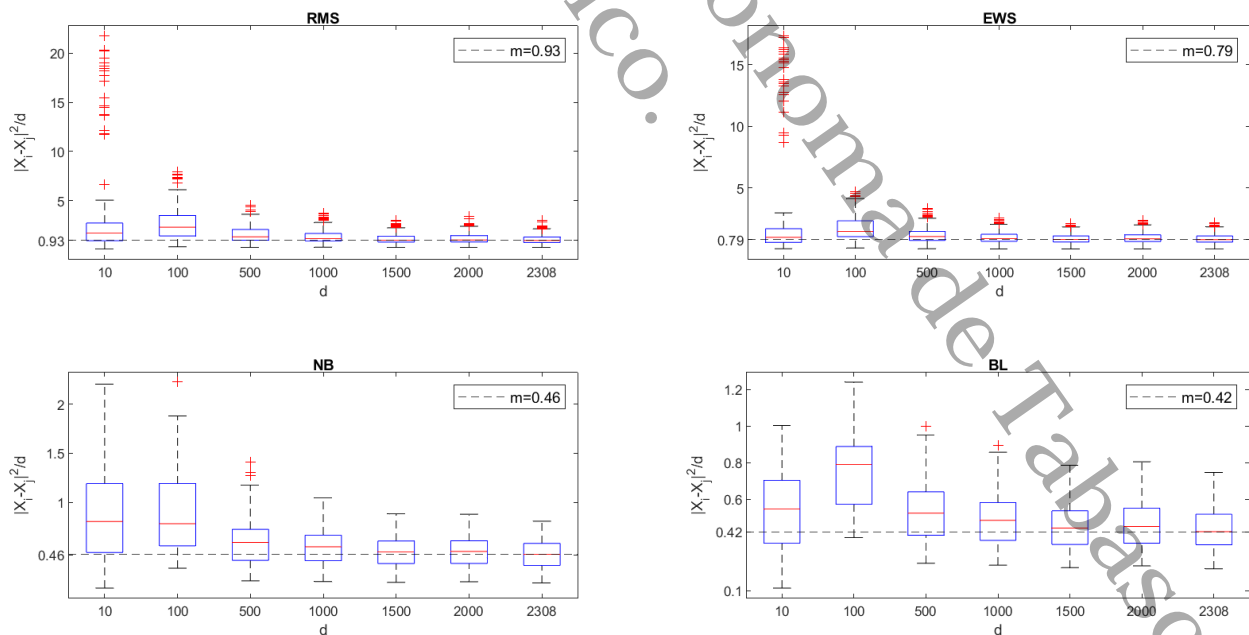 RMS
m=0.93
|X_i-X_j|^2/d
20
15
10
5
0.93
10 100 500 1000 1500 2000 2308
d
EWS
m=0.79
|X_i-X_j|^2/d
15
10
5
0.79
10 100 500 1000 1500 2000 2308
d
NB
m=0.46
|X_i-X_j|^2/d
2
1.5
1
0.46
10 100 500 1000 1500 2000 2308
d
BL
m=0.42
|X_i-X_j|^2/d
1.2
1
0.8
0.6
0.42
0.1
10 100 500 1000 1500 2000 2308
d
ico.
onoma de Tabasc